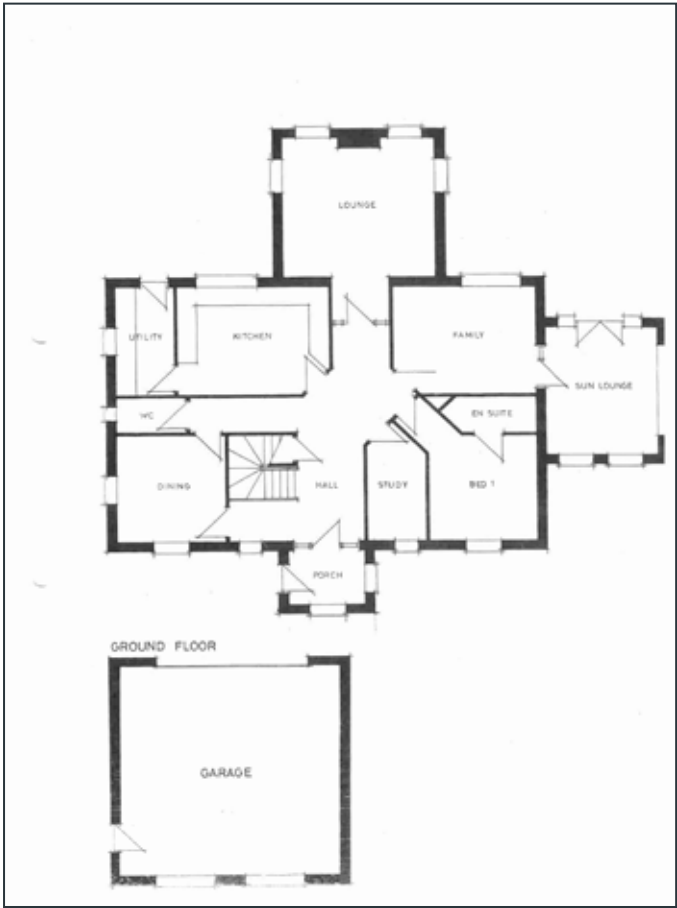 LOUNGE
UTILITY
KITCHEN
FAMILY
SUN LOUNGE
WC
EN SUITE
DINING
HALL
STUDY
BED 1
PORCH
GROUND FLOOR
GARAGE